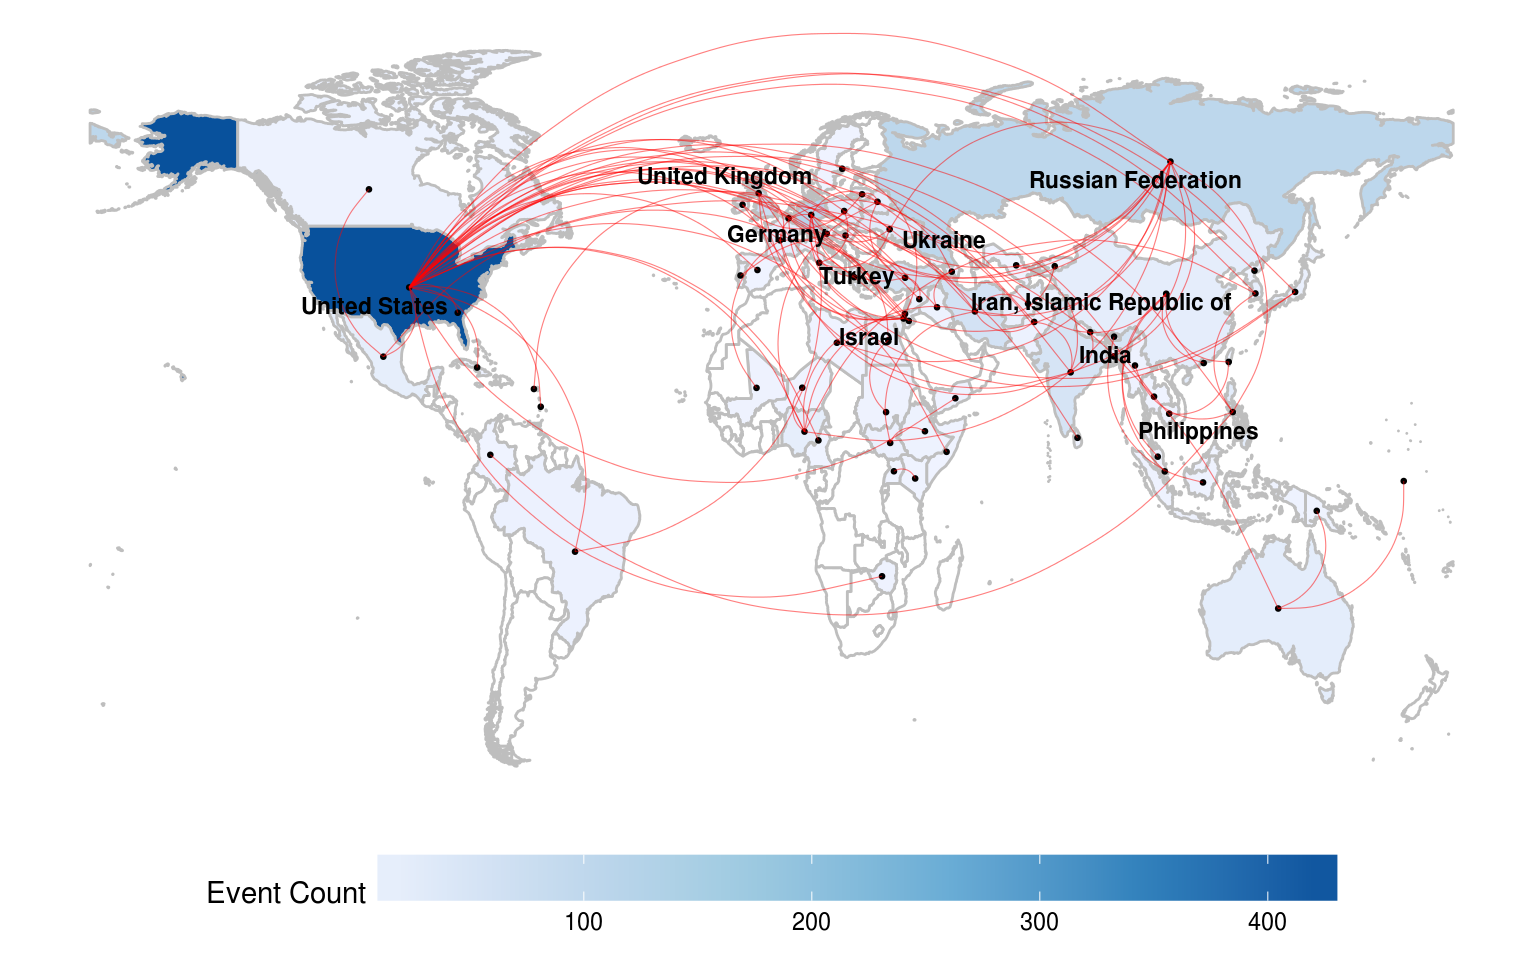 United Kingdom
Russian Federation
Germany
Ukraine
Turkey
United States
Iran, Islamic Republic of
Israel
India
Philippines
Event Count
100
200
300
400